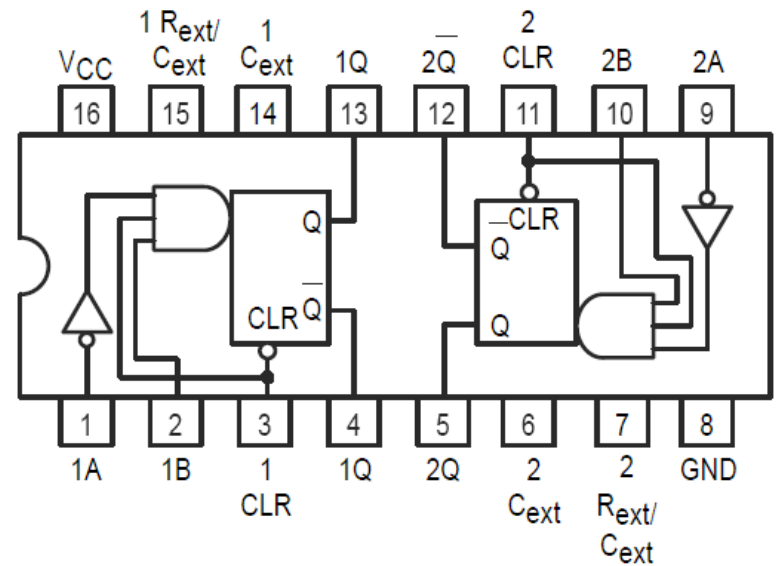 VCC
1 Rext/
Cext
1
Cext
1Q
2Q̅
2
CLR
2B
2A
16
15
14
13
12
11
10
9
Q
Q̅
CLR
CLR
Q̅
Q
1
2
3
4
5
6
7
8
1A
1B
1
CLR
1Q
2Q
2
Cext
2
Rext/
Cext
GND